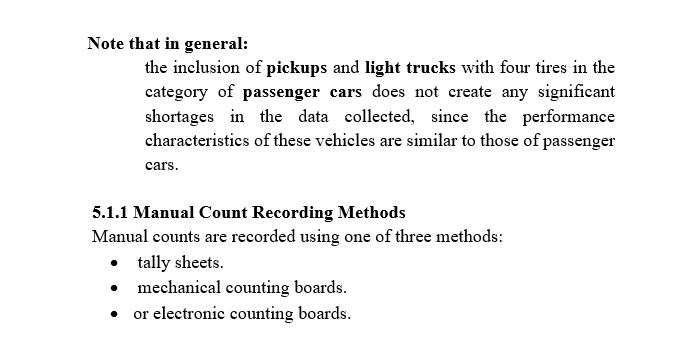 Note that in general:
the inclusion of pickups and light trucks with four tires in the
category of passenger cars does not create any significant
shortages in the data collected, since the performance
characteristics of these vehicles are similar to those of passenger
cars.
5.1.1 Manual Count Recording Methods
Manual counts are recorded using one of three methods:
• tally sheets.
• mechanical counting boards.
• or electronic counting boards.